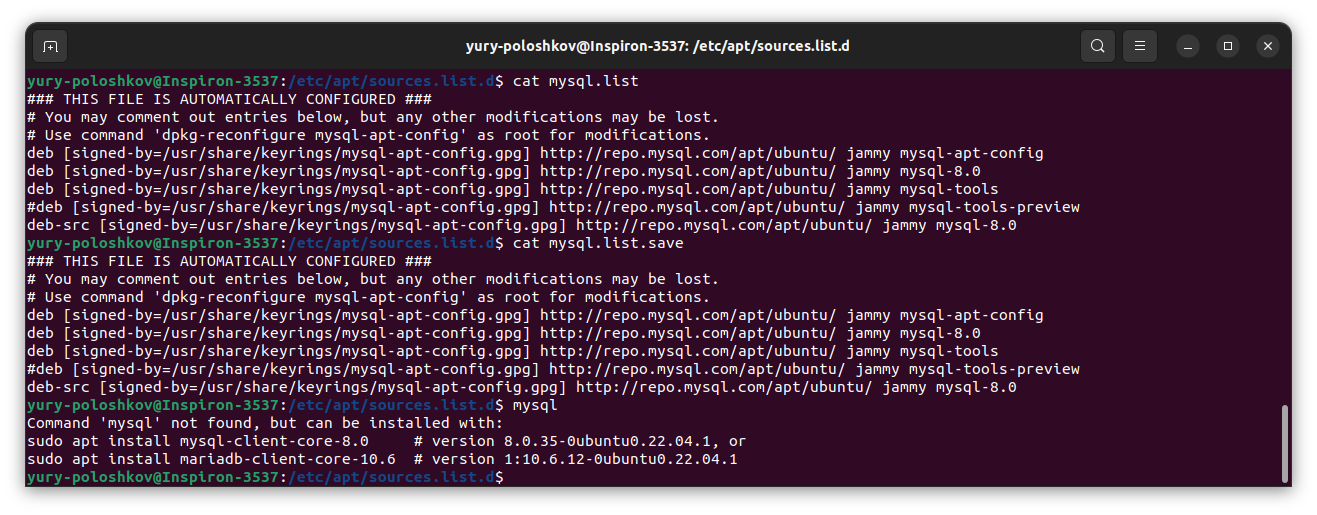 yury-poloshkov@Inspiron-3537: /etc/apt/sources.list.d
yury-poloshkov@Inspiron-3537:/etc/apt/sources.list.d$ cat mysql.list
### THIS FILE IS AUTOMATICALLY CONFIGURED ###
# You may comment out entries below, but any other modifications may be lost.
# Use command 'dpkg-reconfigure mysql-apt-config' as root for modifications.
deb [signed-by=/usr/share/keyrings/mysql-apt-config.gpg] http://repo.mysql.com/apt/ubuntu/ jammy mysql-apt-config
deb [signed-by=/usr/share/keyrings/mysql-apt-config.gpg] http://repo.mysql.com/apt/ubuntu/ jammy mysql-8.0
deb [signed-by=/usr/share/keyrings/mysql-apt-config.gpg] http://repo.mysql.com/apt/ubuntu/ jammy mysql-tools
#deb [signed-by=/usr/share/keyrings/mysql-apt-config.gpg] http://repo.mysql.com/apt/ubuntu/ jammy mysql-tools-preview
deb-src [signed-by=/usr/share/keyrings/mysql-apt-config.gpg] http://repo.mysql.com/apt/ubuntu/ jammy mysql-8.0
yury-poloshkov@Inspiron-3537:/etc/apt/sources.list.d$ cat mysql.list.save
### THIS FILE IS AUTOMATICALLY CONFIGURED ###
# You may comment out entries below, but any other modifications may be lost.
# Use command 'dpkg-reconfigure mysql-apt-config' as root for modifications.
deb [signed-by=/usr/share/keyrings/mysql-apt-config.gpg] http://repo.mysql.com/apt/ubuntu/ jammy mysql-apt-config
deb [signed-by=/usr/share/keyrings/mysql-apt-config.gpg] http://repo.mysql.com/apt/ubuntu/ jammy mysql-8.0
deb [signed-by=/usr/share/keyrings/mysql-apt-config.gpg] http://repo.mysql.com/apt/ubuntu/ jammy mysql-tools
#deb [signed-by=/usr/share/keyrings/mysql-apt-config.gpg] http://repo.mysql.com/apt/ubuntu/ jammy mysql-tools-preview
deb-src [signed-by=/usr/share/keyrings/mysql-apt-config.gpg] http://repo.mysql.com/apt/ubuntu/ jammy mysql-8.0
yury-poloshkov@Inspiron-3537:/etc/apt/sources.list.d$ mysql
Command 'mysql' not found, but can be installed with:
sudo apt install mysql-client-core-8.0     # version 8.0.35-0ubuntu0.22.04.1, or
sudo apt install mariadb-client-core-10.6  # version 1:10.6.12-0ubuntu0.22.04.1
yury-poloshkov@Inspiron-3537:/etc/apt/sources.list.d$